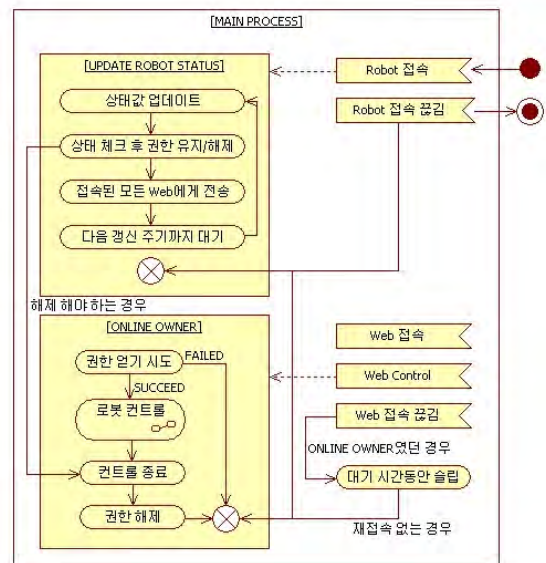 [MAIN PROCESS]
[UPDATE ROBOT STATUS]
상태값 업데이트
상태 체크 후 권한 유지/해제
접속된 모든 Web에게 전송
다음 갱신 주기까지 대기
Robot 접속
Robot 접속 끊김
해제 해야 하는 경우
[ONLINE OWNER]
권한 얻기 시도
FAILED
SUCCEED
로봇 컨트롤
컨트롤 종료
권한 해제
Web 접속
Web Control
Web 접속 끊김
ONLINE OWNER였던 경우
대기 시간동안 슬립
재접속 없는 경우